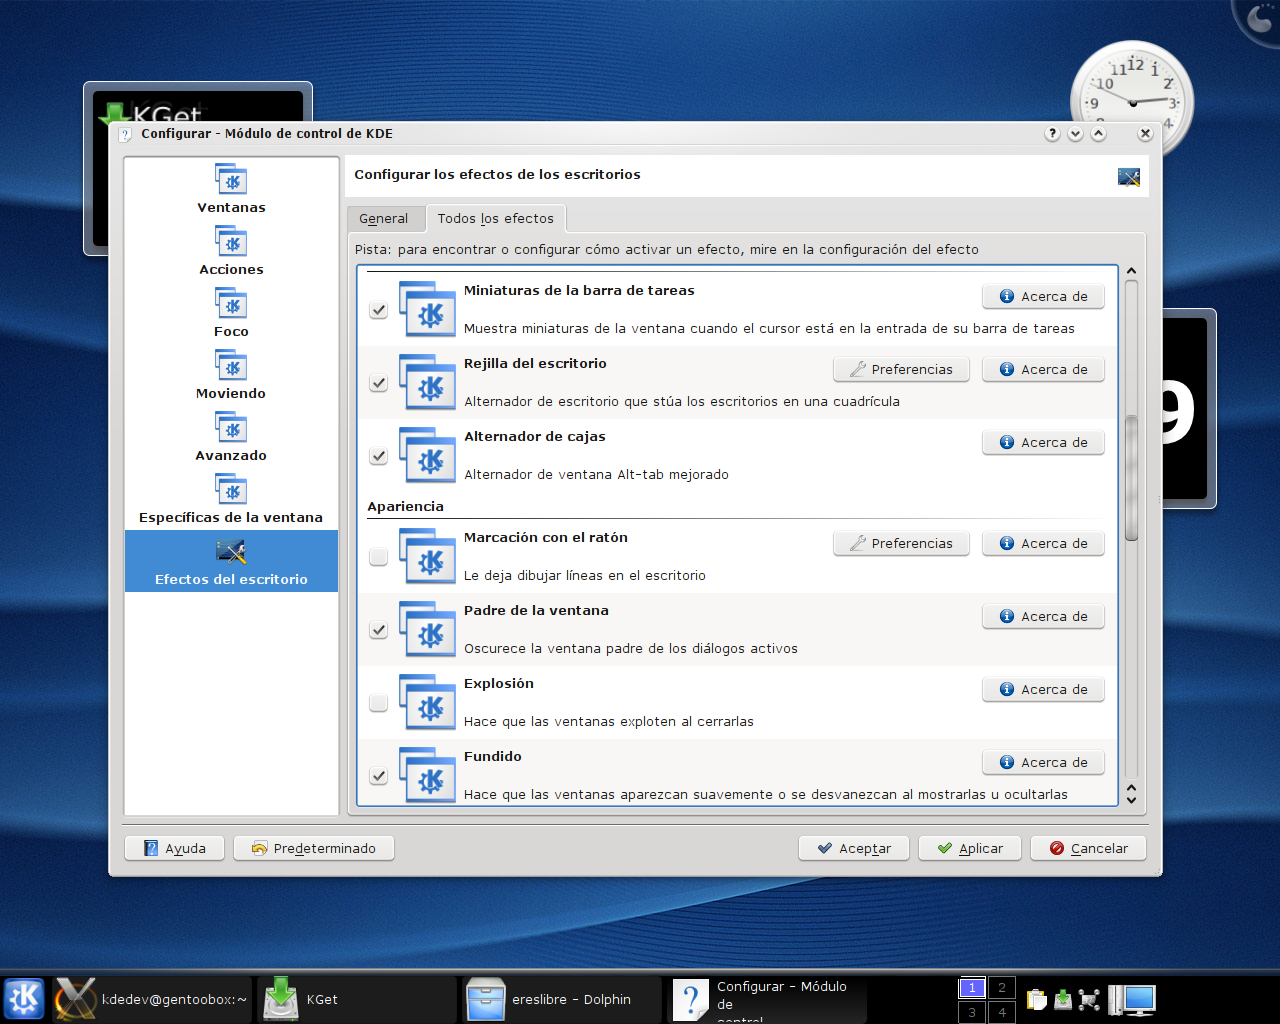 KGet
12
11
1
10
2
9
3
4
Configurar - Módulo de control de KDE
Ventanas
Acciones
Foco
Moviendo
Avanzado
Específicas de la ventana
Efectos del escritorio
Configurar los efectos de los escritorios
General
Todos los efectos
Pista: para encontrar o configurar cómo activar un efecto, mire en la configuración del efecto
Miniaturas de la barra de tareas
Acerca de
Muestra miniaturas de la ventana cuando el cursor está en la entrada de su barra de tareas
Rejilla del escritorio
Preferencias
Acerca de
Alternador de escritorio que stúa los escritorios en una cuadrícula
Alternador de cajas
Acerca de
Alternador de ventana Alt-tab mejorado
Apariencia
Marcación con el ratón
Preferencias
Acerca de
Le deja dibujar líneas en el escritorio
Padre de la ventana
Acerca de
Oscurece la ventana padre de los diálogos activos
Explosión
Acerca de
Hace que las ventanas exploten al cerrarlas
Fundido
Acerca de
Hace que las ventanas aparezcan suavemente o se desvanezcan al mostrarlas u ocultarlas
9
Ayuda
Predeterminado
Aceptar
Aplicar
Cancelar
kdedev@gentoobox:~
KGet
ereslibre - Dolphin
Configurar - Módulo
de
control
1
2
3
4